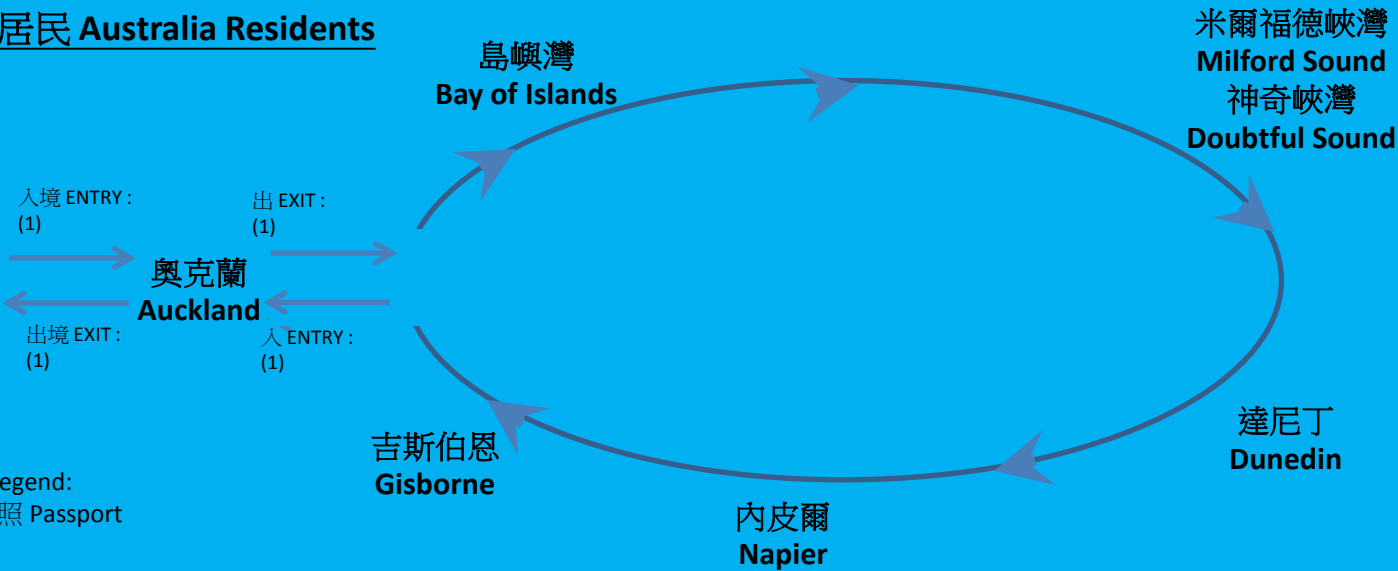 居民 Australia Residents
島嶼灣
Bay of Islands
米爾福德峽灣
Milford Sound
神奇峽灣
Doubtful Sound
入境 ENTRY :
(1)
出 EXIT :
(1)
奧克蘭
Auckland
出境 EXIT :
(1)
入 ENTRY :
(1)
吉斯伯恩
Gisborne
達尼丁
Dunedin
內皮爾
Napier
egend:
照 Passport